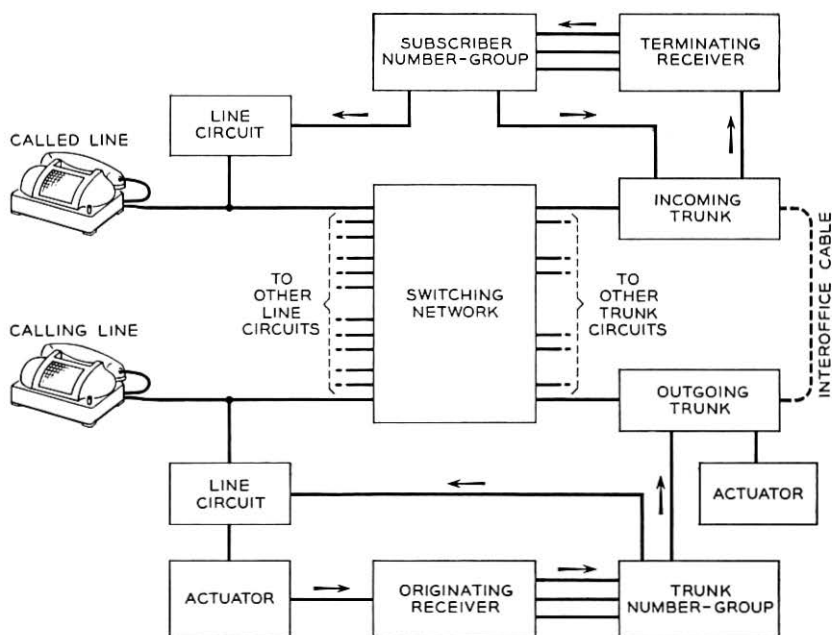 SUBSCRIBER
NUMBER-GROUP
TERMINATING
RECEIVER
LINE
CIRCUIT
CALLED LINE
INCOMING
TRUNK
TO
OTHER
LINE
CIRCUITS
SWITCHING
NETWORK
TO
OTHER
TRUNK
CIRCUITS
INTEROFFICE CABLE
CALLING LINE
OUTGOING
TRUNK
LINE
CIRCUIT
ACTUATOR
ACTUATOR
ORIGINATING
RECEIVER
TRUNK
NUMBER-GROUP